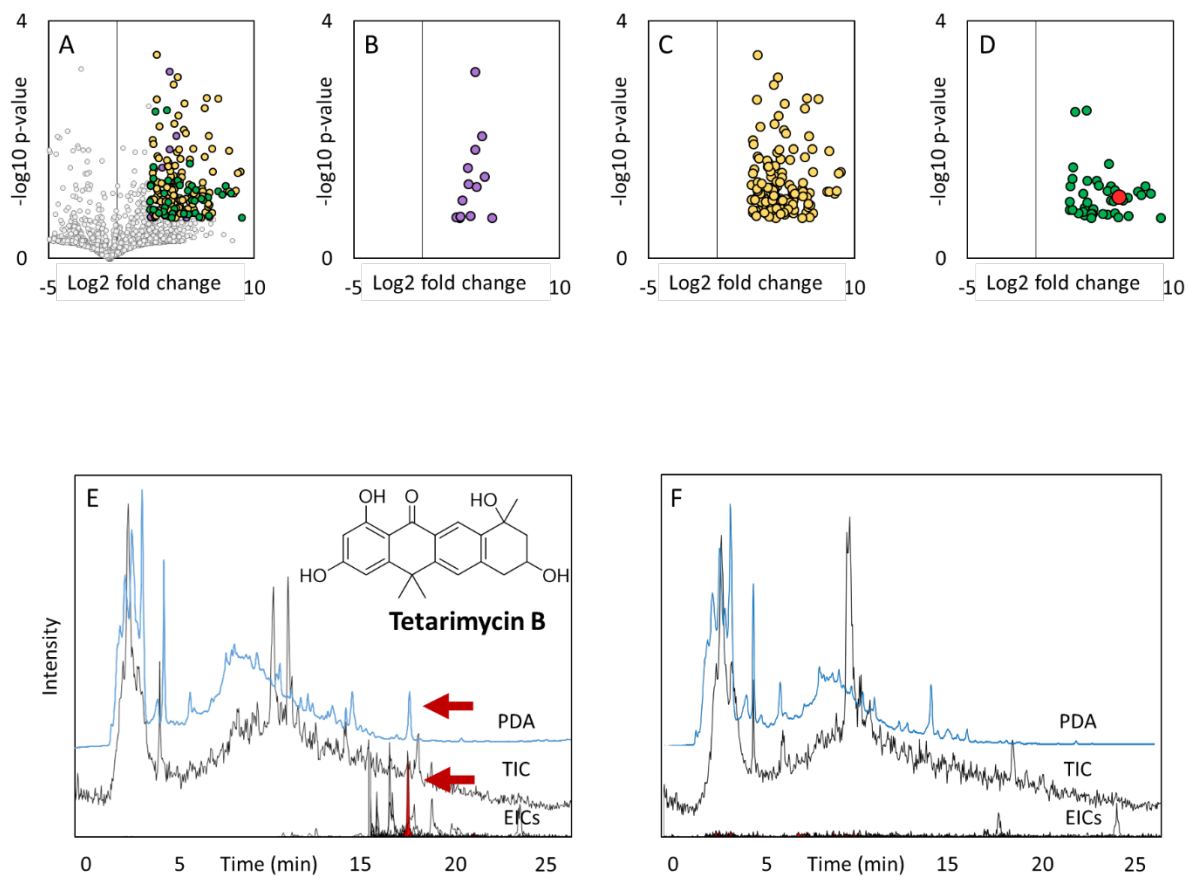 4
A
-log10 p-value
0
-5
Log2 fold change
10
4
B
-log10 p-value
0
-5
Log2 fold change
10
4
C
-log10 p-value
0
-5
Log2 fold change
10
4
D
-log10 p-value
0
-5
Log2 fold change
10
E
OH
O
HO
HO
OH
Tetarimycin B
Intensity
PDA
TIC
EICs
0 5 Time (min) 15 20 25
F
PDA
TIC
EICs
0 5 Time (min) 15 20 25